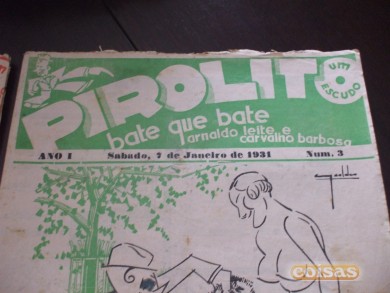 PIROLITO
um
ESCUDO
bate que bate
arnaldo leite e
carvalho barbosa
ANO I Sabado, 7 de Janeiro de 1931 Num. 3
coisas